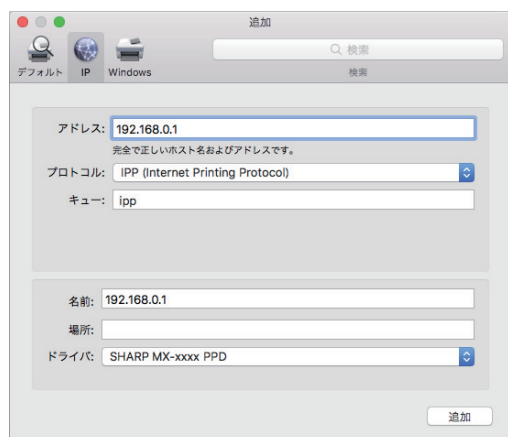 追加
検索
デフォルト IP Windows 検索
アドレス: 192.168.0.1
完全で正しいホスト名およびアドレスです。
プロトコル: IPP (Internet Printing Protocol)
キュー: ipp
名前: 192.168.0.1
場所:
ドライバ: SHARP MX-xxxx PPD
追加